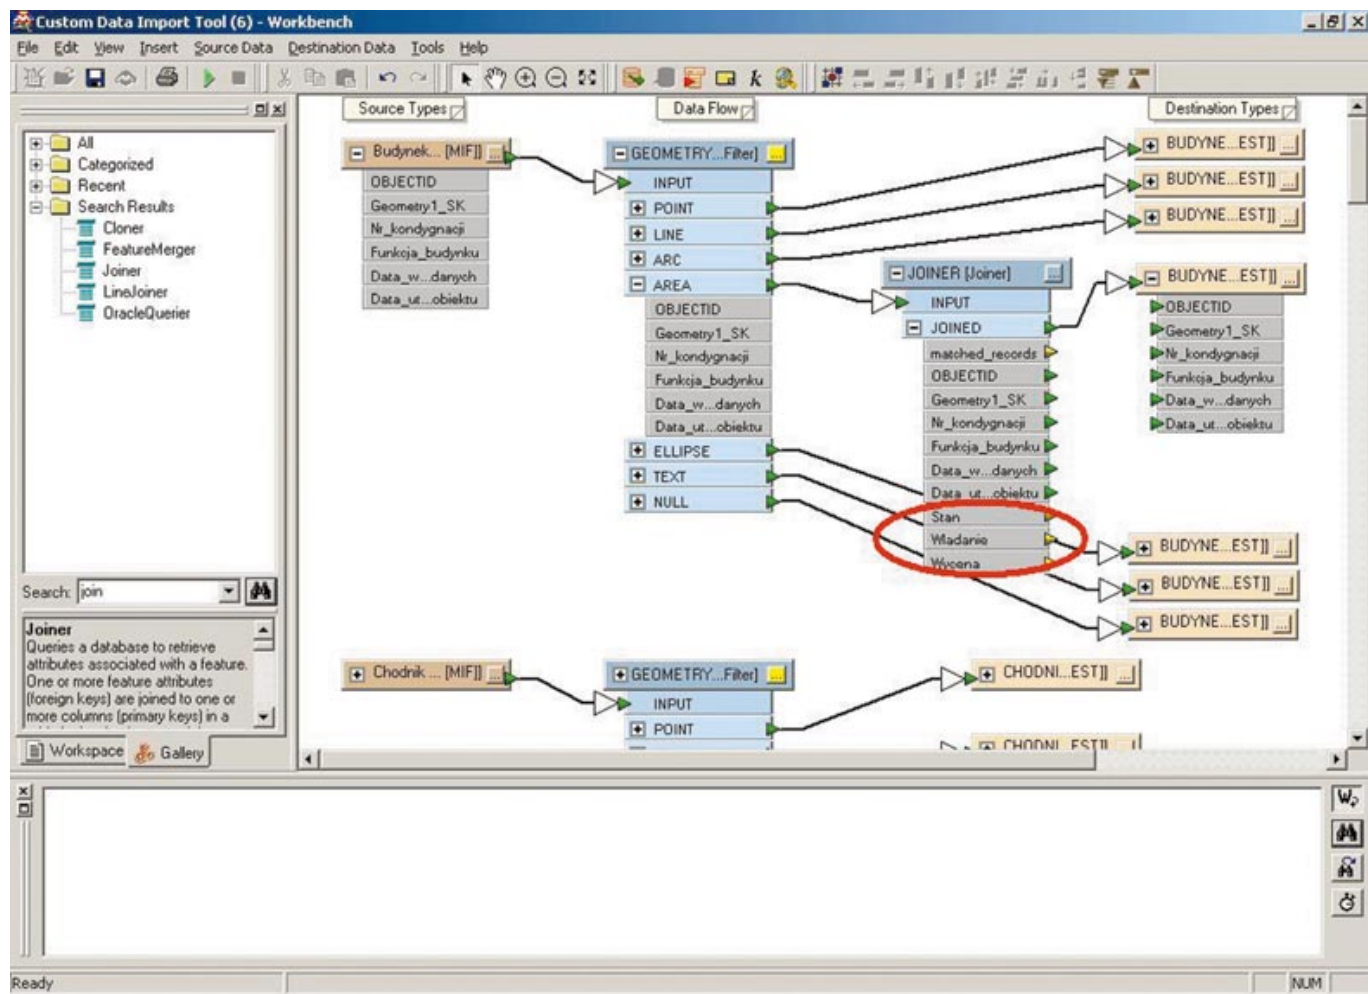 Custom Data Import Tool (6) - Workbench
File Edit View Insert Source Data Destination Data Tools Help
All
Categorized
Recent
Search Results
Cloner
FeatureMerger
Joiner
LineJoiner
OracleQuerier
Search: join
Joiner
Queries a database to retrieve
attributes associated with a feature.
One or more feature attributes
(foreign keys) are joined to one or
more columns (primary keys) in a
Workspace Gallery
Source Types
Data Flow
Destination Types
Budynek... [MIF]]
OBJECTID
Geometry1_SK
Nr_kondygnacji
Funkcja_budynku
Data_w...danych
Data_ut...obiektu
GEOMETRY...Filter]
INPUT
POINT
LINE
ARC
AREA
OBJECTID
Geometry1_SK
Nr_kondygnacji
Funkcja_budynku
Data_w...danych
Data_ut...obiektu
ELLIPSE
TEXT
NULL
JOINER [Joiner]
INPUT
JOINED
matched_records
OBJECTID
Geometry1_SK
Nr_kondygnacji
Funkcja_budynku
Data_w...danych
Data_ut...obiektu
Stan
Wladanie
Wycena
BUDYNE...EST]]
BUDYNE...EST]]
BUDYNE...EST]]
BUDYNE...EST]]
OBJECTID
Geometry1_SK
Nr_kondygnacji
Funkcja_budynku
Data_w...danych
Data_ut...obiektu
BUDYNE...EST]]
BUDYNE...EST]]
BUDYNE...EST]]
Chodnik ... [MIF]]
GEOMETRY...Filter]
INPUT
POINT
CHODNI...EST]]
CHODNI...EST]]
Ready
NUM